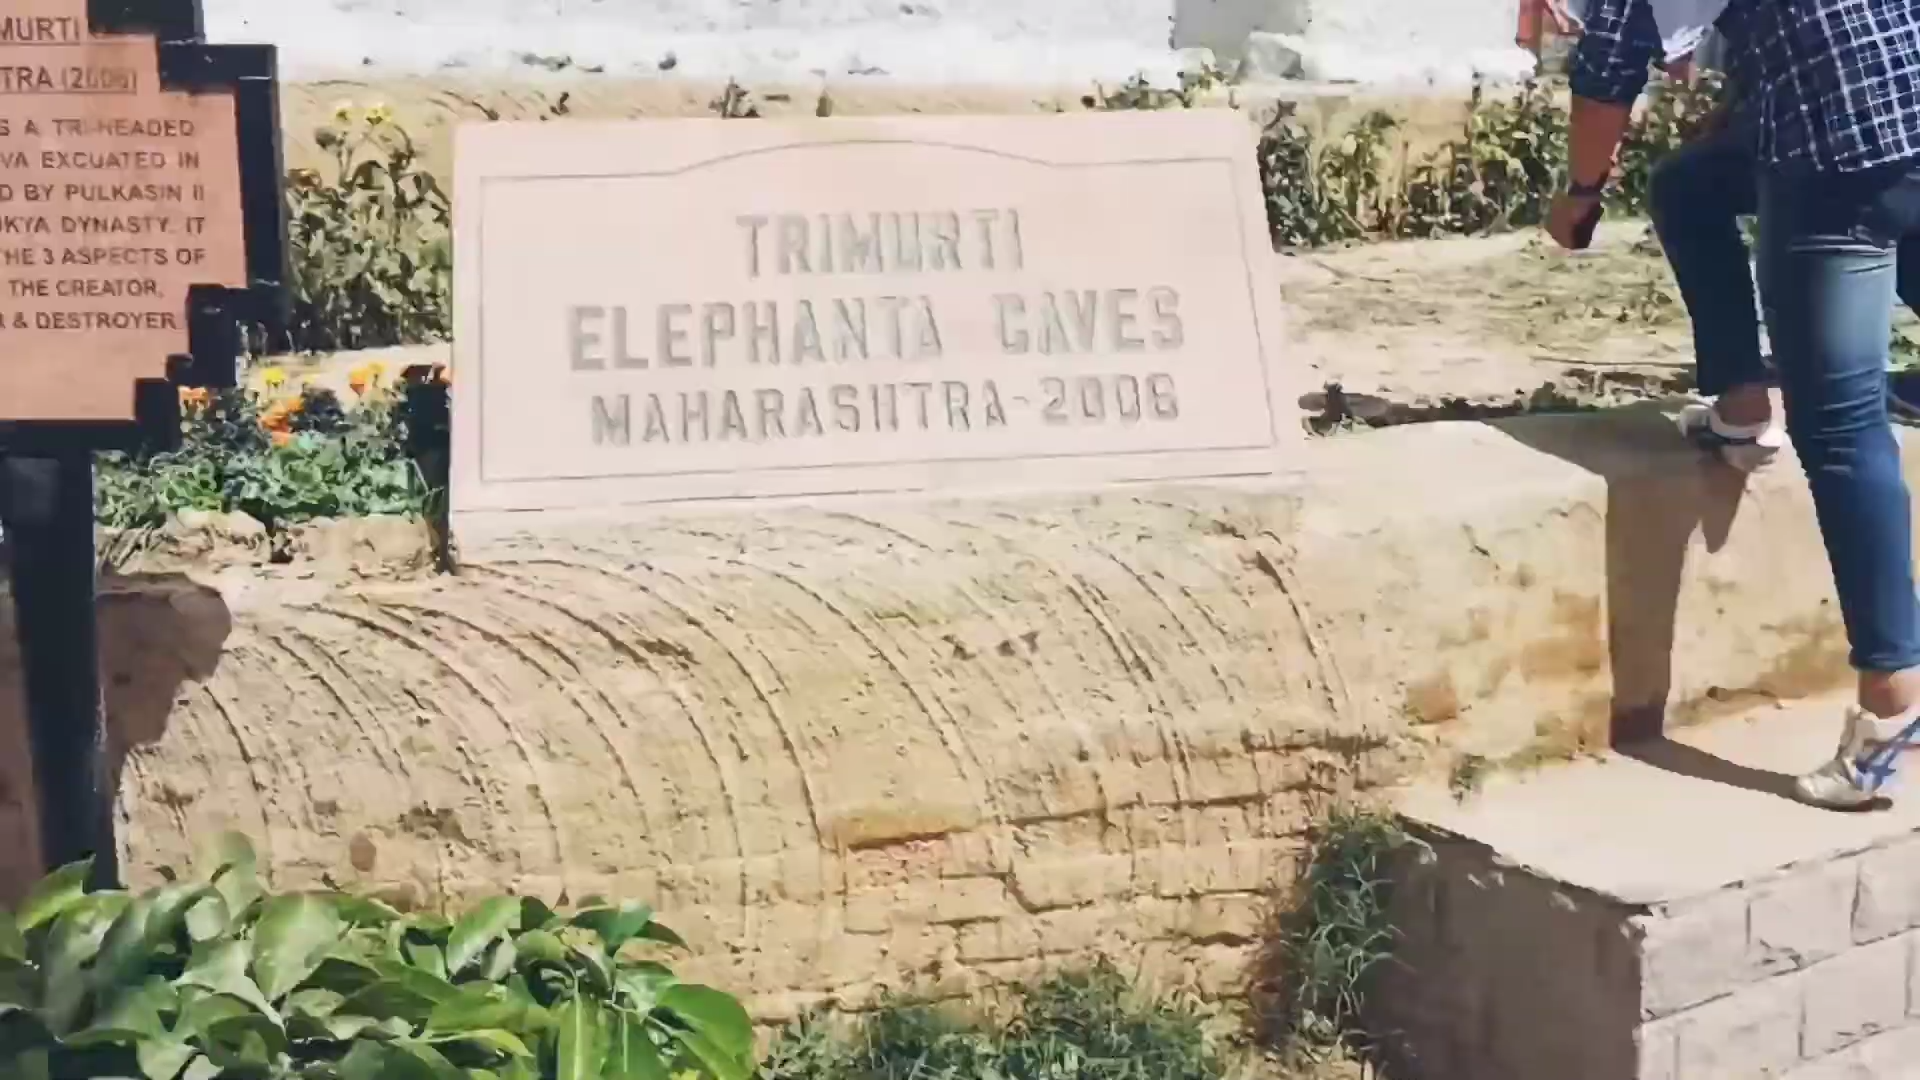 MURTI
TRA (2006)
S A TRI-HEADED
VA EXCUATED IN
D BY PULKASIN II
UKYA DYNASTY. IT
THE 3 ASPECTS OF
THE CREATOR,
R & DESTROYER
TRIMURTI
ELEPHANTA CAVES
MAHARASHTRA-2006